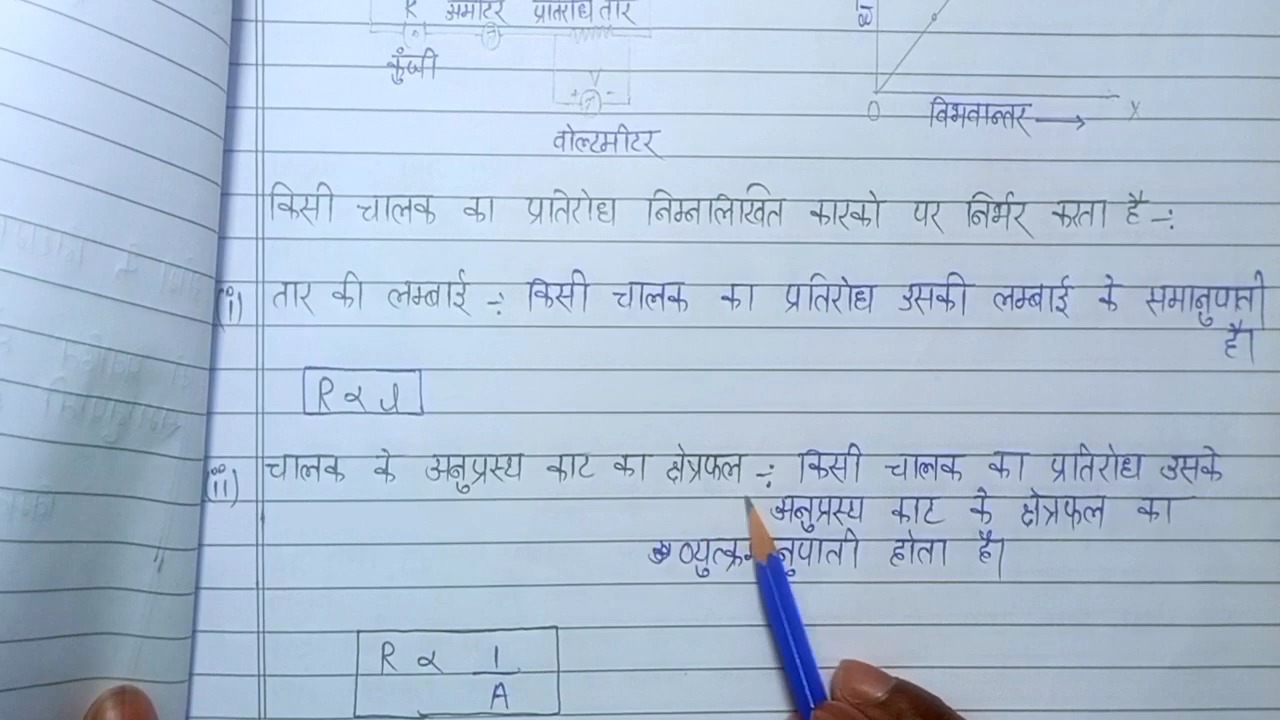 K अमीटर प्रतिरोध तार
कुंजी
V
वोल्टमीटर
O विभवान्तर → X
किसी चालक का प्रतिरोध निम्नलिखित कारको पर निर्भर करता है -:
(i) तार की लम्बाई -: किसी चालक का प्रतिरोध उसकी लम्बाई के समानुपाती
है।
R ∝ l
(ii) चालक के अनुप्रस्थ काट का क्षेत्रफल -: किसी चालक का प्रतिरोध उसके
अनुप्रस्थ काट के क्षेत्रफल का
होता है।
R ∝ 1/A